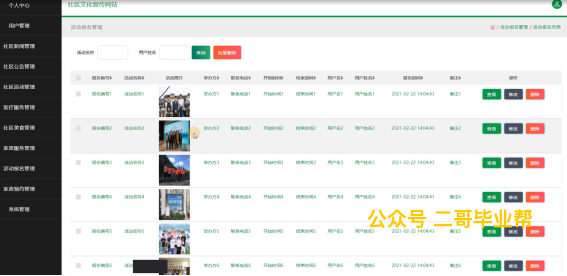 社区文化宣传网站
个人中心
用户管理
社区新闻管理
社区公告管理
社区活动管理
医疗服务管理
社区美食管理
家政服务管理
活动报名管理
家政预约管理
系统管理
活动报名管理
/ 活动报名管理 / 活动报名列表
活动名称 用户姓名 查询 批量删除
报名编号 活动名称 活动图片 举办方 联系电话 开始时间 结束时间 用户名 用户姓名 报名时间 备注 操作
报名编号1 活动名称1 举办方1 联系电话1 开始时间1 结束时间1 用户名1 用户姓名1 2021-02-22 14:04:43 备注1 查看 修改 删除
报名编号2 活动名称2 举办方2 联系电话2 开始时间2 结束时间2 用户名2 用户姓名2 2021-02-22 14:04:43 备注2 查看 修改 删除
报名编号3 活动名称3 举办方3 联系电话3 开始时间3 结束时间3 用户名3 用户姓名3 2021-02-22 14:04:43 备注3 查看 修改 删除
报名编号4 活动名称4 举办方4 联系电话4 开始时间4 结束时间4 用户名4 用户姓名4 2021-02-22 14:04:43 备注4 查看 修改 删除
公众号 二哥毕业帮
报名编号5 活动名称5 举办方5 联系电话5 开始时间5 结束时间5 用户名5 用户姓名5 2021-02-22 14:04:43 备注5 查看 修改 删除
报名编号6 举办方6 联系电话6 开始时间6 结束时间6 用户名6 用户姓名6 2021-02-22 14:04:43 备注6 查看 修改 删除